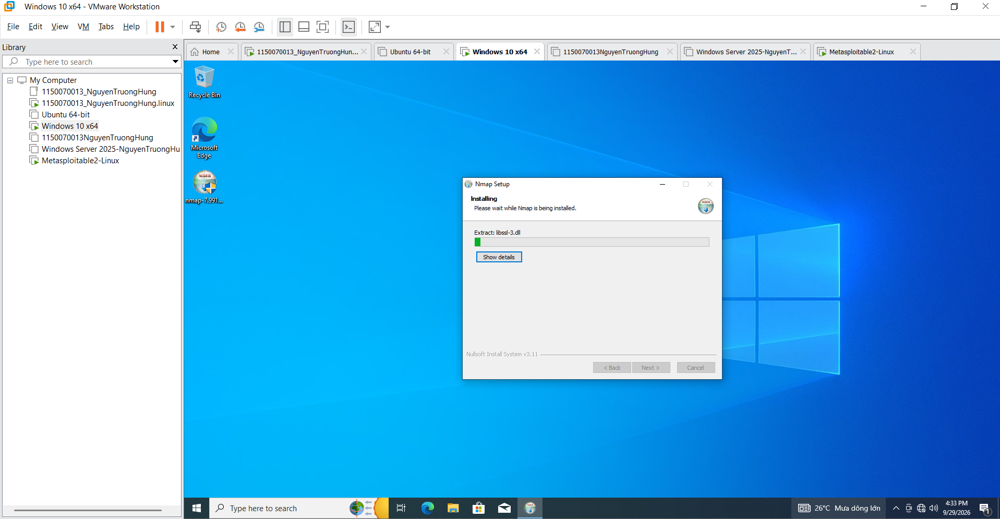 Windows 10 x64 - VMware Workstation
File Edit View VM Tabs Help
Library
Type here to search
My Computer
1150070013_NguyenTruongHung
1150070013_NguyenTruongHung.linux
Ubuntu 64-bit
Windows 10 x64
1150070013NguyenTruongHung
Windows Server 2025-NguyenTruongHu
Metasploitable2-Linux
Home
1150070013_NguyenTruongHun...
Ubuntu 64-bit
Windows 10 x64
1150070013NguyenTruongHung
Windows Server 2025-NguyenT...
Metasploitable2-Linux
Recycle Bin
Microsoft
Edge
NSIS
nmap-7.991...
Nmap Setup
Installing
Please wait while Nmap is being installed.
Extract: libssl-3.dll
Show details
Nullsoft Install System v3.11
< Back
Next >
Cancel
Type here to search
26°C Mưa dông lớn
4:33 PM
9/29/2026
1